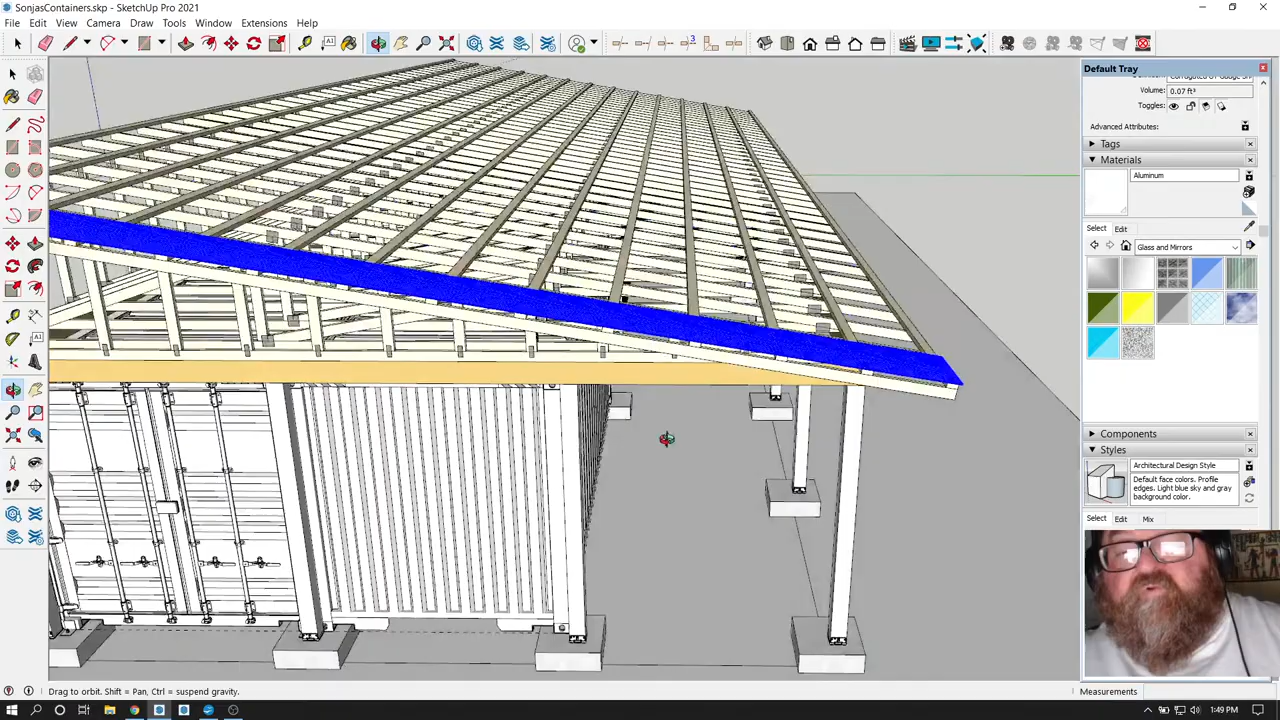 SonjasContainers.skp - SketchUp Pro 2021
File Edit View Camera Draw Tools Window Extensions Help
Default Tray
Volume: 0.07 ft³
Toggles:
Advanced Attributes:
Tags
Materials
Aluminum
Select Edit
Glass and Mirrors
Components
Styles
Architectural Design Style
Default face colors. Profile
edges. Light blue sky and gray
background color.
Select Edit Mix
Drag to orbit. Shift = Pan, Ctrl = suspend gravity.
Measurements
1:49 PM